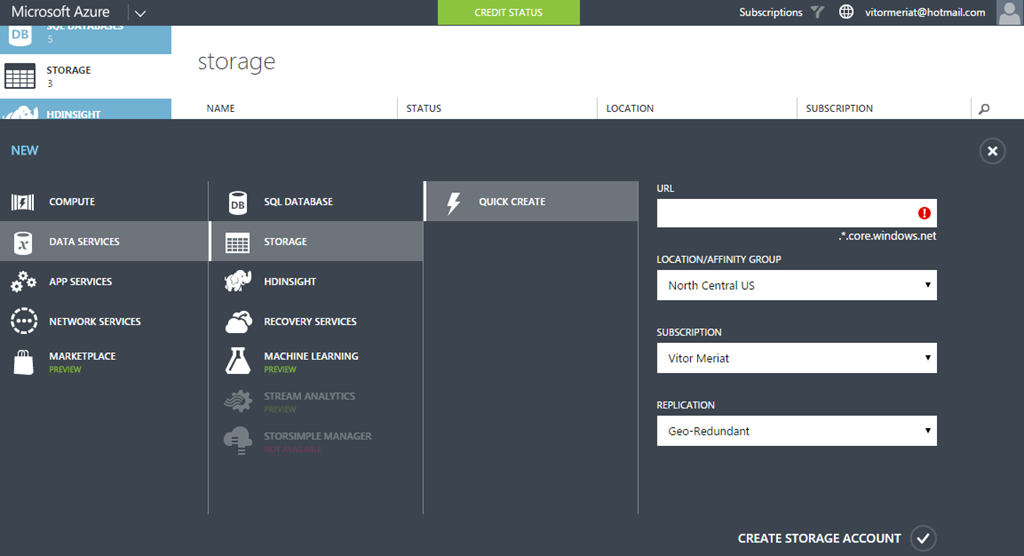 Microsoft Azure
CREDIT STATUS
Subscriptions
vitormeriat@hotmail.com
DB
SQL DATABASES
5
STORAGE
3
HDINSIGHT
storage
NAME
STATUS
LOCATION
SUBSCRIPTION
NEW
COMPUTE
DATA SERVICES
APP SERVICES
NETWORK SERVICES
MARKETPLACE
PREVIEW
DB
SQL DATABASE
STORAGE
HDINSIGHT
RECOVERY SERVICES
MACHINE LEARNING
PREVIEW
STREAM ANALYTICS
PREVIEW
STORSIMPLE MANAGER
NOT AVAILABLE
QUICK CREATE
URL
.*.core.windows.net
LOCATION/AFFINITY GROUP
North Central US
SUBSCRIPTION
Vitor Meriat
REPLICATION
Geo-Redundant
CREATE STORAGE ACCOUNT